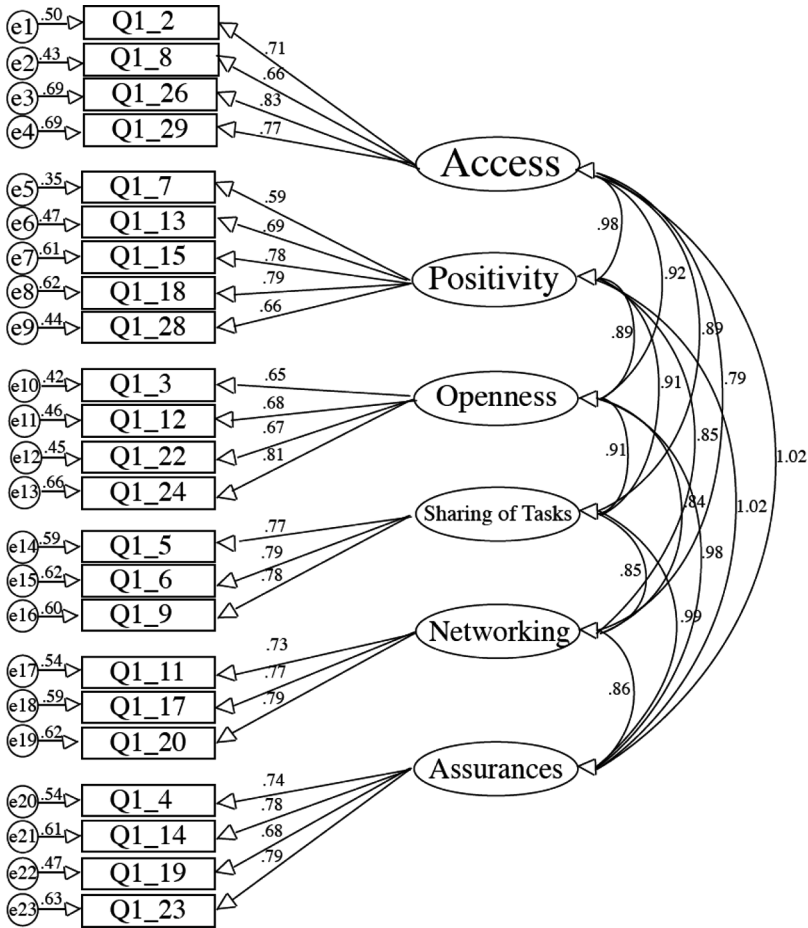 e1 .50 Q1_2
e2 .43 Q1_8
e3 .69 Q1_26
e4 .69 Q1_29
.71
.66
.83
.77
Access
e5 .35 Q1_7
e6 .47 Q1_13
e7 .61 Q1_15
e8 .62 Q1_18
e9 .44 Q1_28
.59
.69
.78
.79
.66
Positivity
e10 .42 Q1_3
e11 .46 Q1_12
e12 .45 Q1_22
e13 .66 Q1_24
.65
.68
.67
.81
Openness
e14 .59 Q1_5
e15 .62 Q1_6
e16 .60 Q1_9
.77
.79
.78
Sharing of Tasks
e17 .54 Q1_11
e18 .59 Q1_17
e19 .62 Q1_20
.73
.77
.79
Networking
e20 .54 Q1_4
e21 .61 Q1_14
e22 .47 Q1_19
e23 .63 Q1_23
.74
.78
.68
.79
Assurances
.98
.92
.89
.89
.79
.91
.85
.91
1.02
.84
1.02
.98
.85
.99
.86